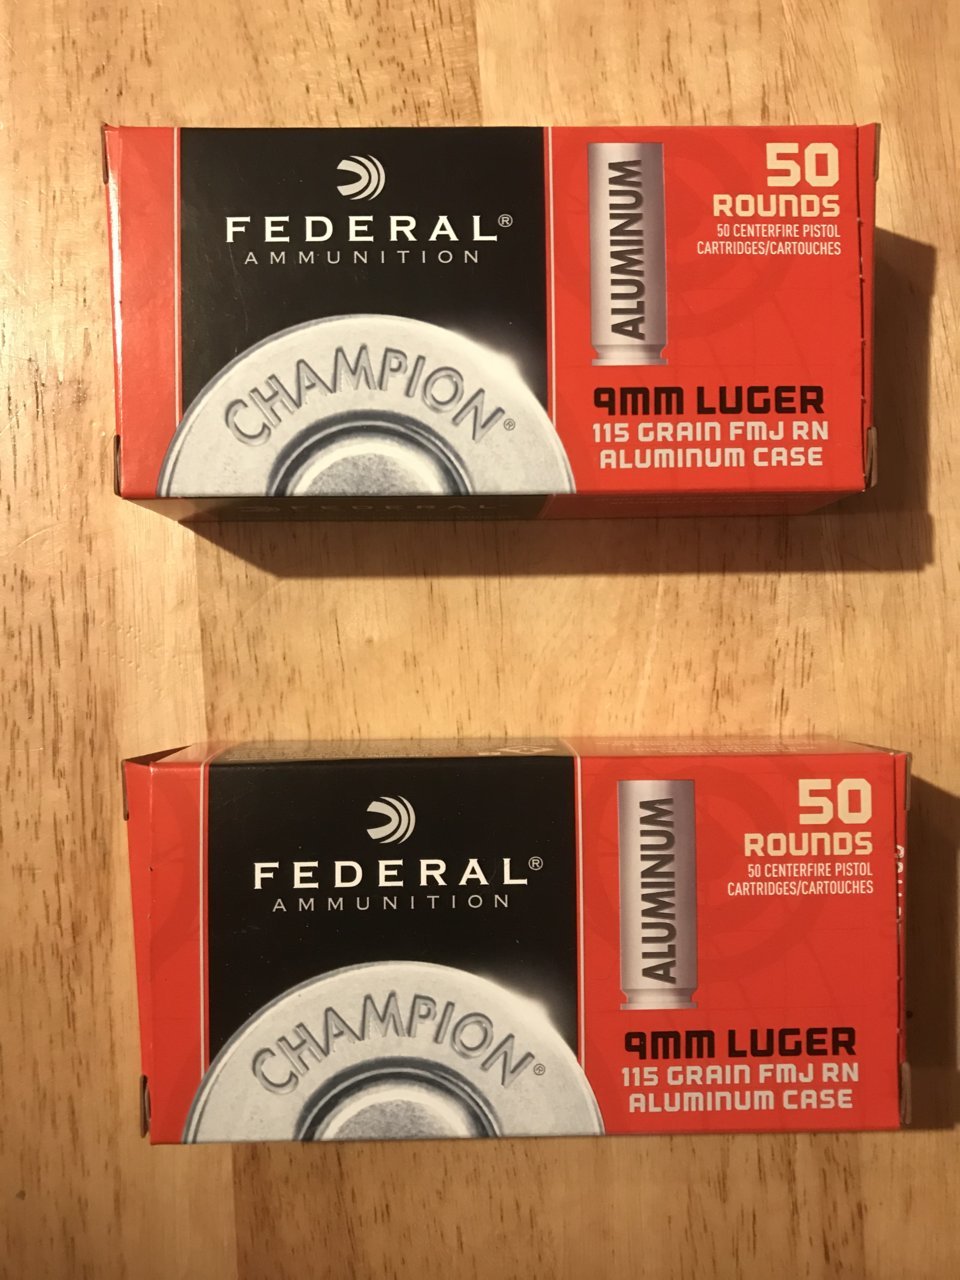 FEDERAL®
AMMUNITION
CHAMPION®
ALUMINUM
50
ROUNDS
50 CENTERFIRE PISTOL
CARTRIDGES/CARTOUCHES
9MM LUGER
115 GRAIN FMJ RN
ALUMINUM CASE
FEDERAL
FEDERAL®
AMMUNITION
CHAMPION®
ALUMINUM
50
ROUNDS
50 CENTERFIRE PISTOL
CARTRIDGES/CARTOUCHES
9MM LUGER
115 GRAIN FMJ RN
ALUMINUM CASE